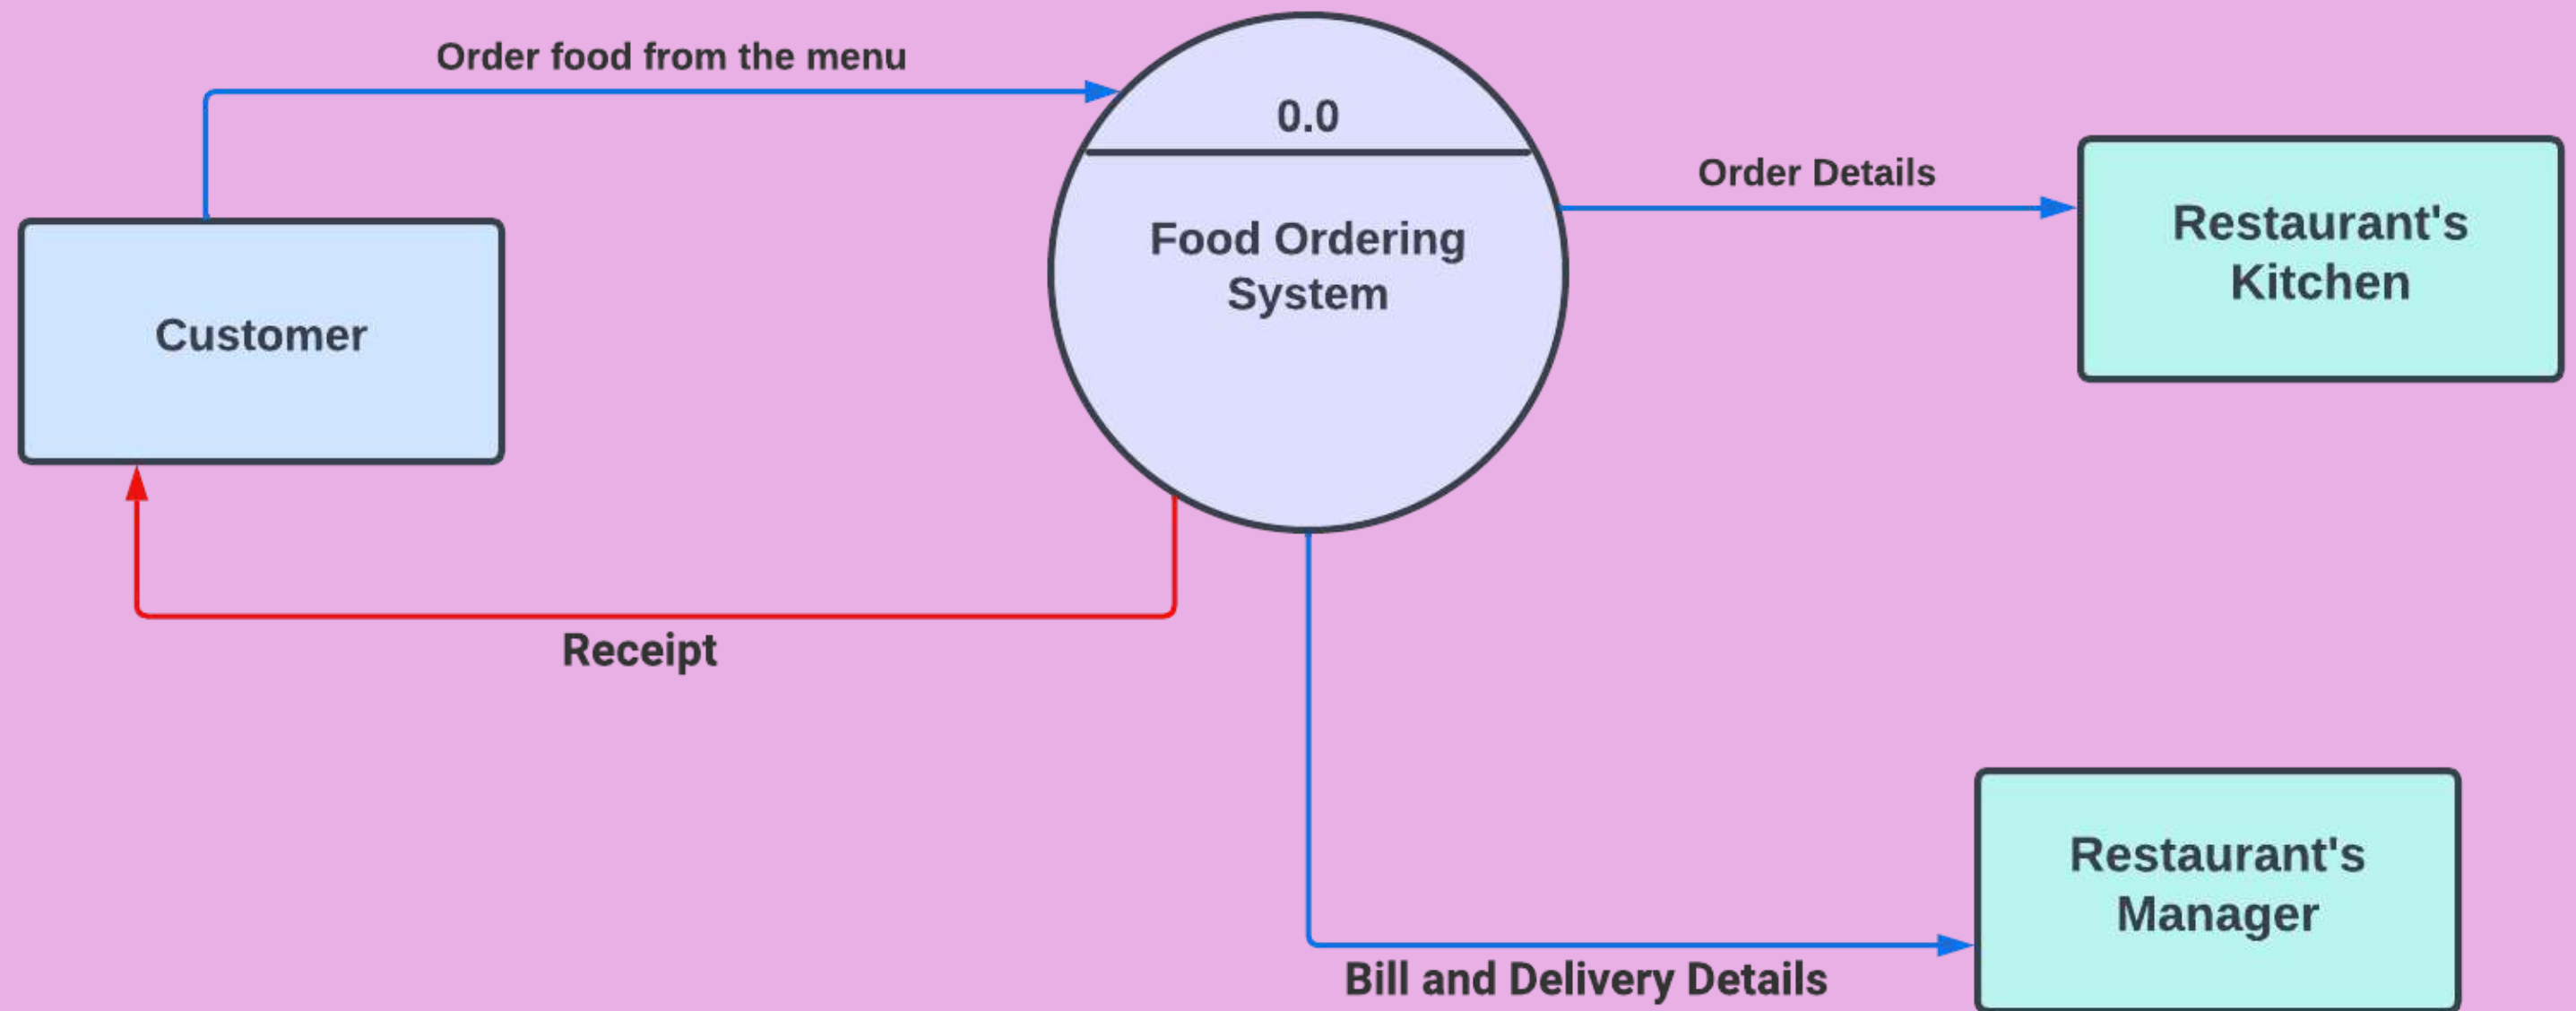 Order food from the menu
0.0
Order Details
Food Ordering
System
Restaurant's
Kitchen
Customer
Receipt
Restaurant's
Manager
Bill and Delivery Details